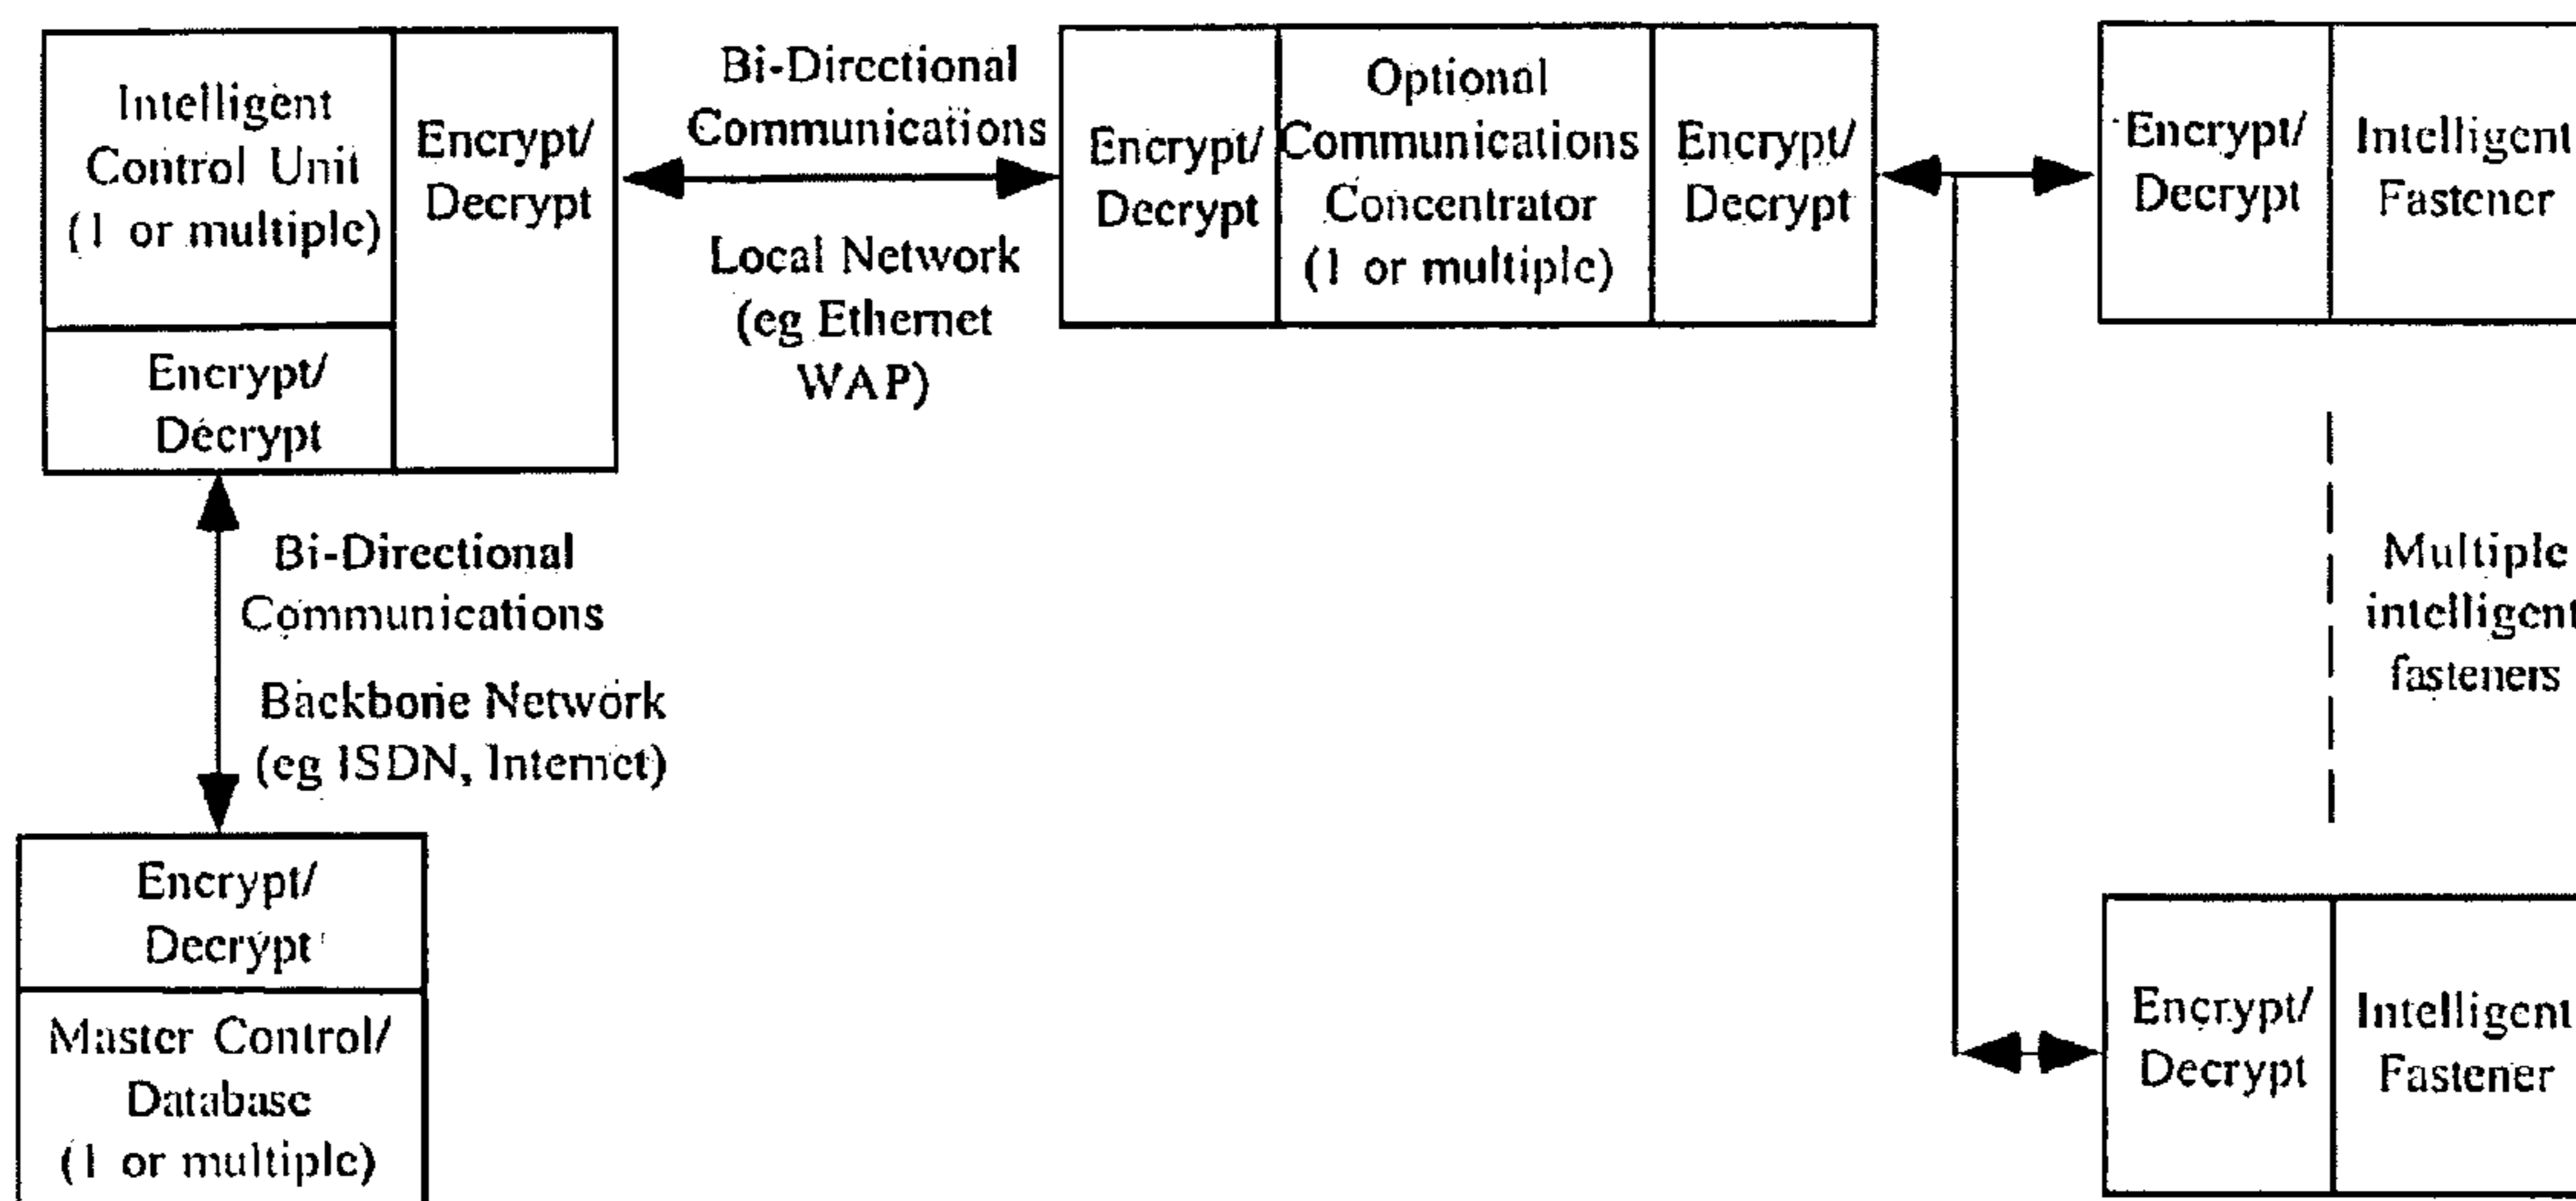 Intelligent
Control Unit
(1 or multiple)
Encrypt/
Decrypt
Encrypt/
Decrypt
Bi-Directional
Communications
Local Network
(eg Ethernet
WAP)
Encrypt/
Decrypt
Optional
Communications
Concentrator
(1 or multiple)
Encrypt/
Decrypt
Encrypt/
Decrypt
Intelligent
Fastener
Bi-Directional
Communications
Backbone Network
(eg ISDN, Internet)
Multiple
intelligent
fasteners
Encrypt/
Decrypt
Master Control/
Database
(1 or multiple)
Encrypt/
Decrypt
Intelligent
Fastener